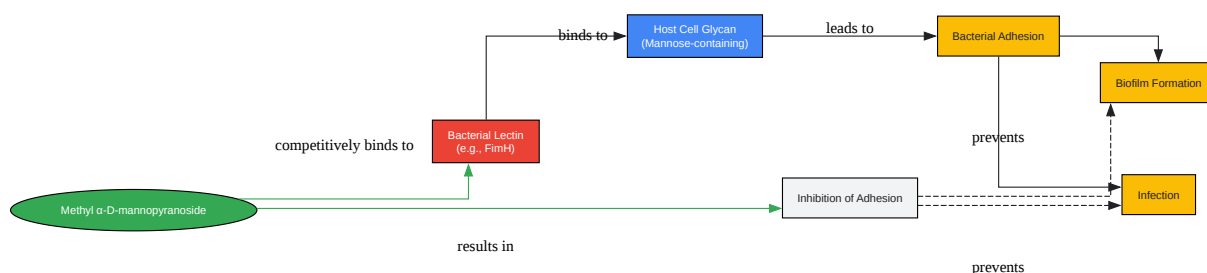 Host Cell Glycan
(Mannose-containing)
binds to
leads to
Bacterial Adhesion
Biofilm Formation
Bacterial Lectin
(e.g., FimH)
competitively binds to
prevents
Methyl α-D-mannopyranoside
Inhibition of Adhesion
Infection
results in
prevents